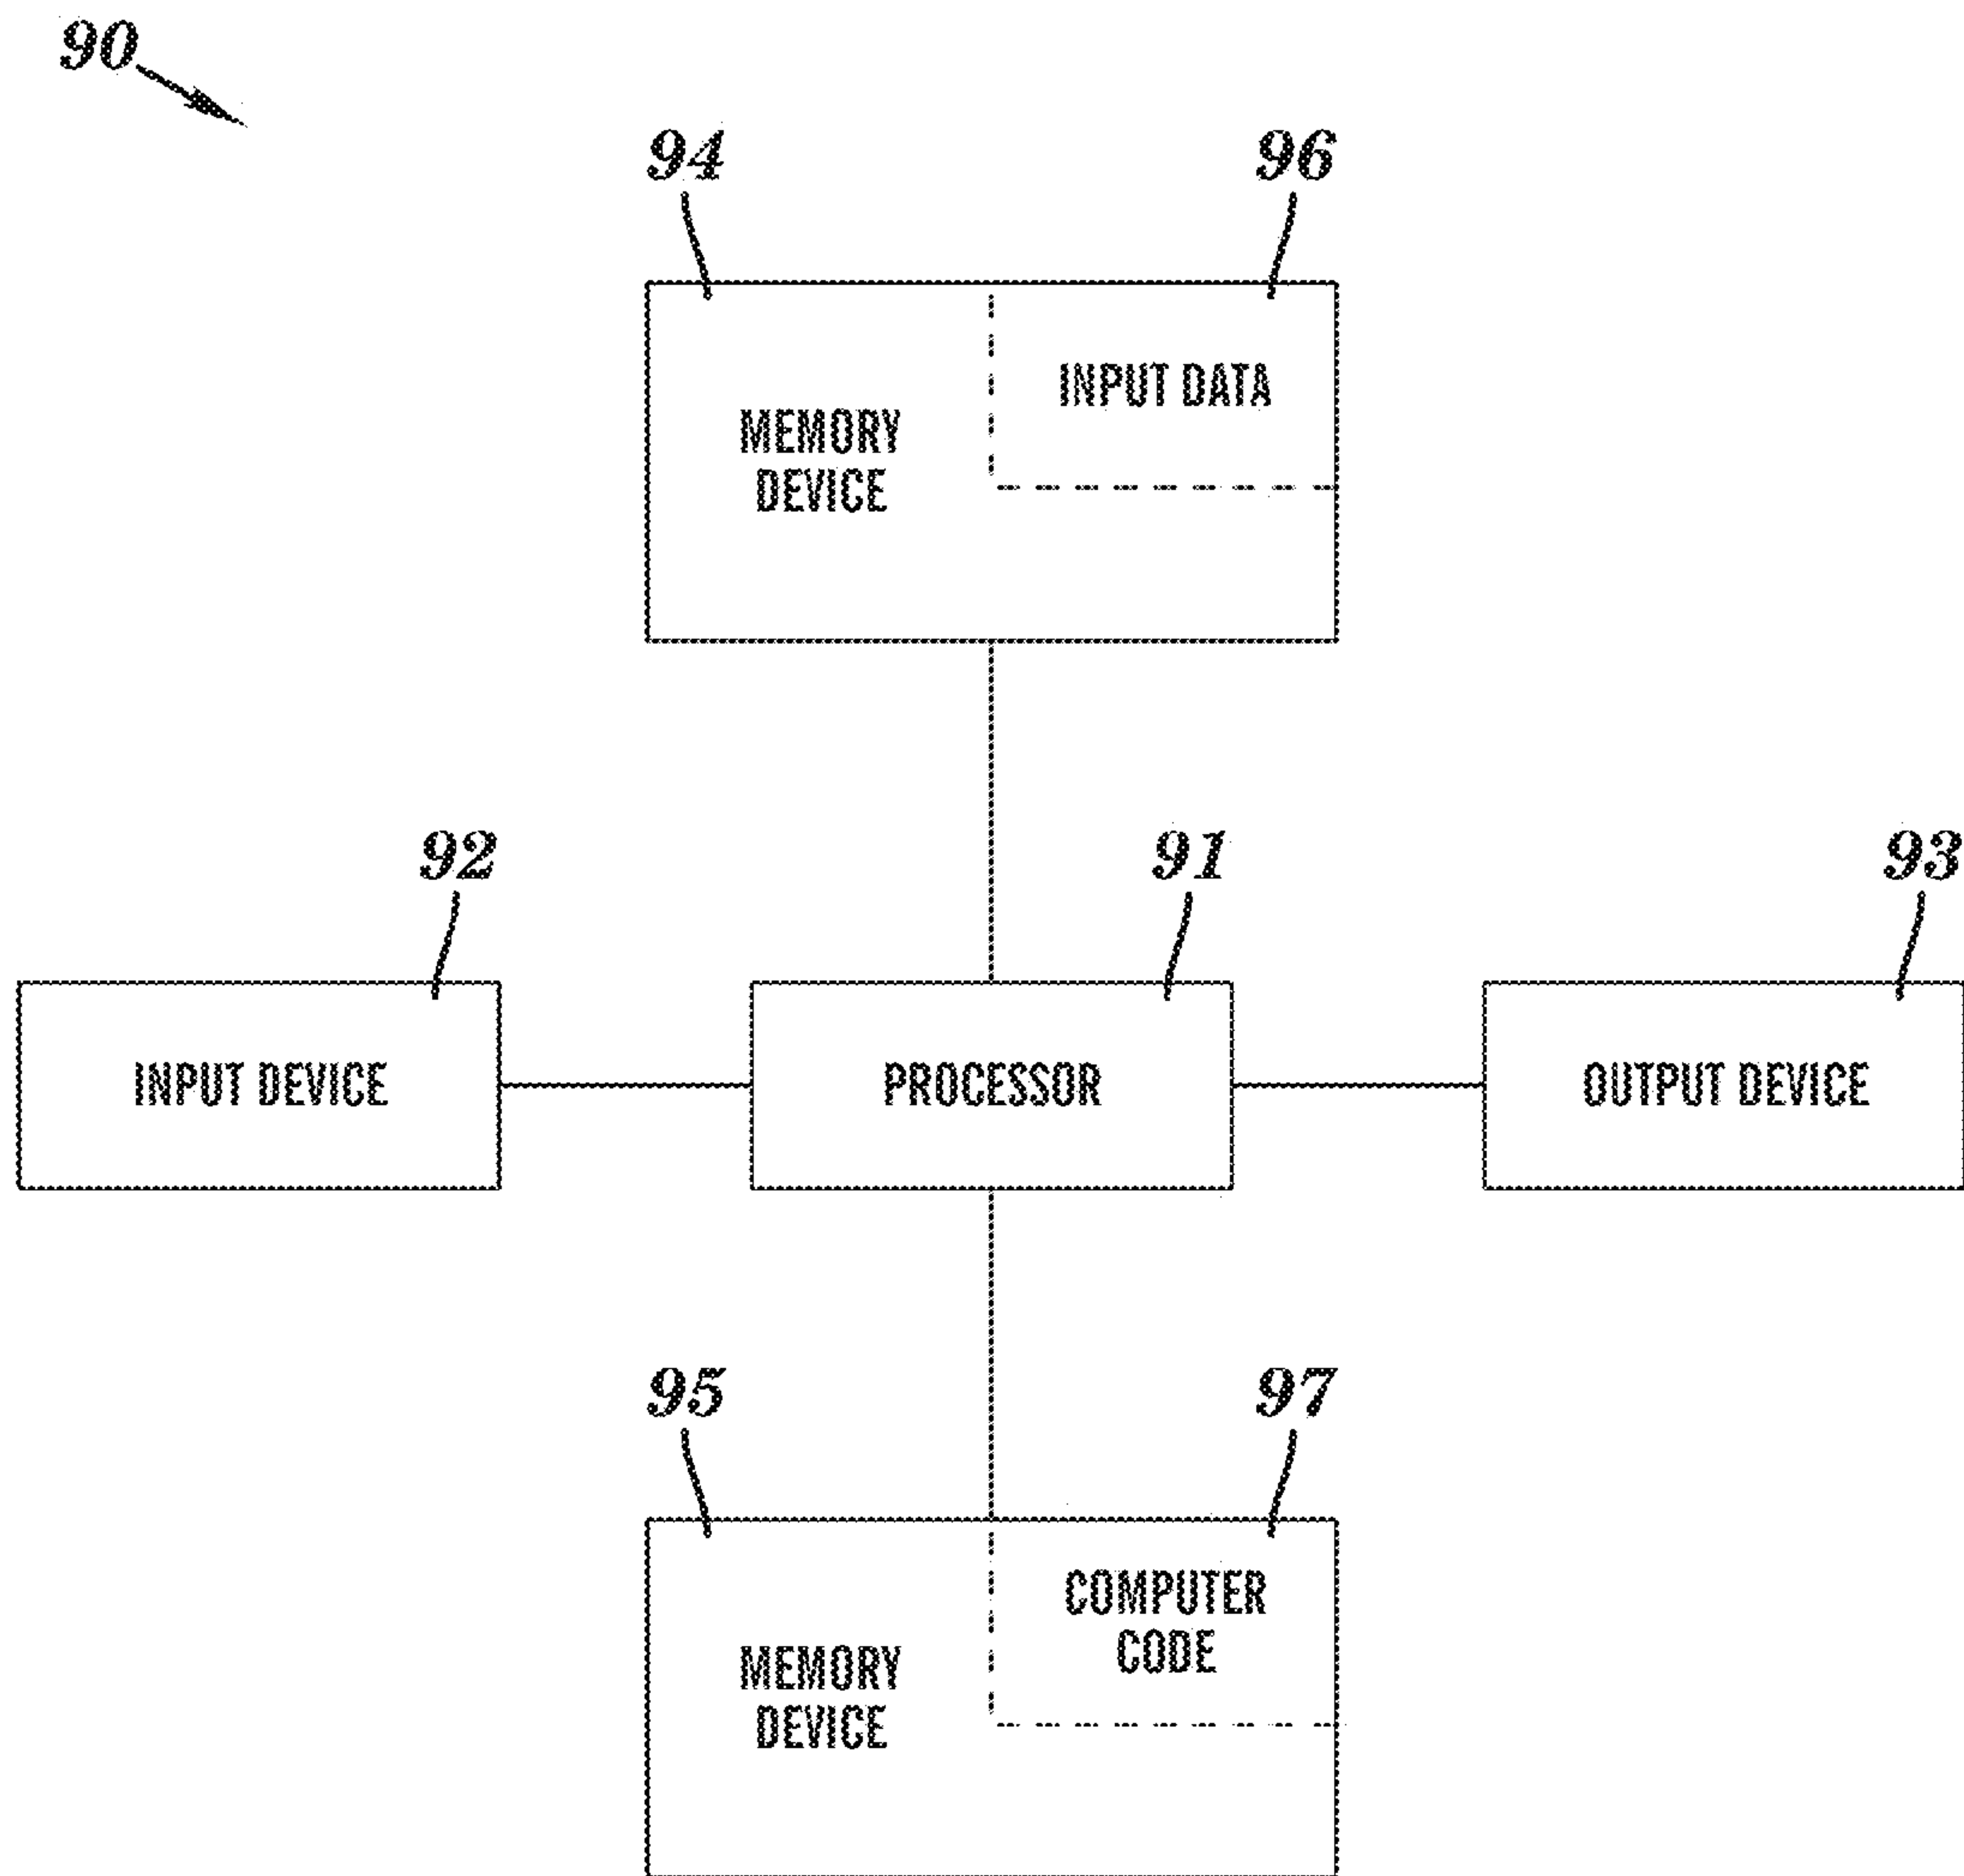 90
94
96
INPUT DATA
MEMORY
DEVICE
92
91
93
INPUT DEVICE
PROCESSOR
OUTPUT DEVICE
95
97
COMPUTER
CODE
MEMORY
DEVICE